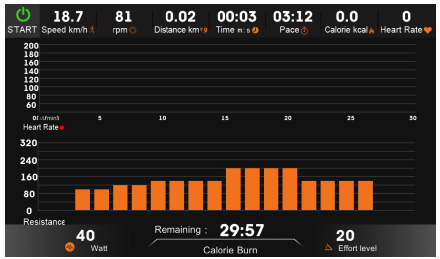 18.7 81 0.02 00:03 03:12 0.0 0
START Speed km/h rpm Distance km Time m:s Pace Calorie kcal Heart Rate
200
180
160
140
120
100
80
60
0(bt/min) 5 10 15 20 25 30
Heart Rate
320
240
160
80
0
Resistance
40 Remaining : 29:57 20
Watt Calorie Burn Effort level